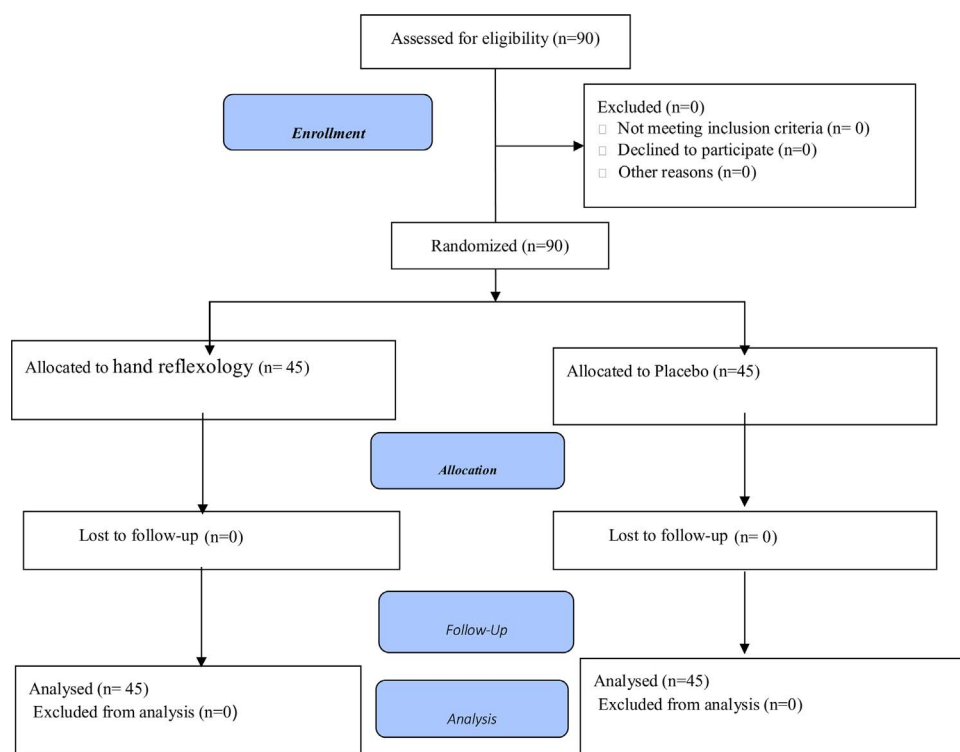 Assessed for eligibility (n=90)
Enrollment
Excluded (n=0)
□ Not meeting inclusion criteria (n= 0)
□ Declined to participate (n=0)
□ Other reasons (n=0)
Randomized (n=90)
Allocated to hand reflexology (n= 45)
Allocated to Placebo (n=45)
Allocation
Lost to follow-up (n=0)
Lost to follow-up (n= 0)
Follow-Up
Analysed (n= 45)
Excluded from analysis (n=0)
Analysed (n=45)
Excluded from analysis (n=0)
Analysis